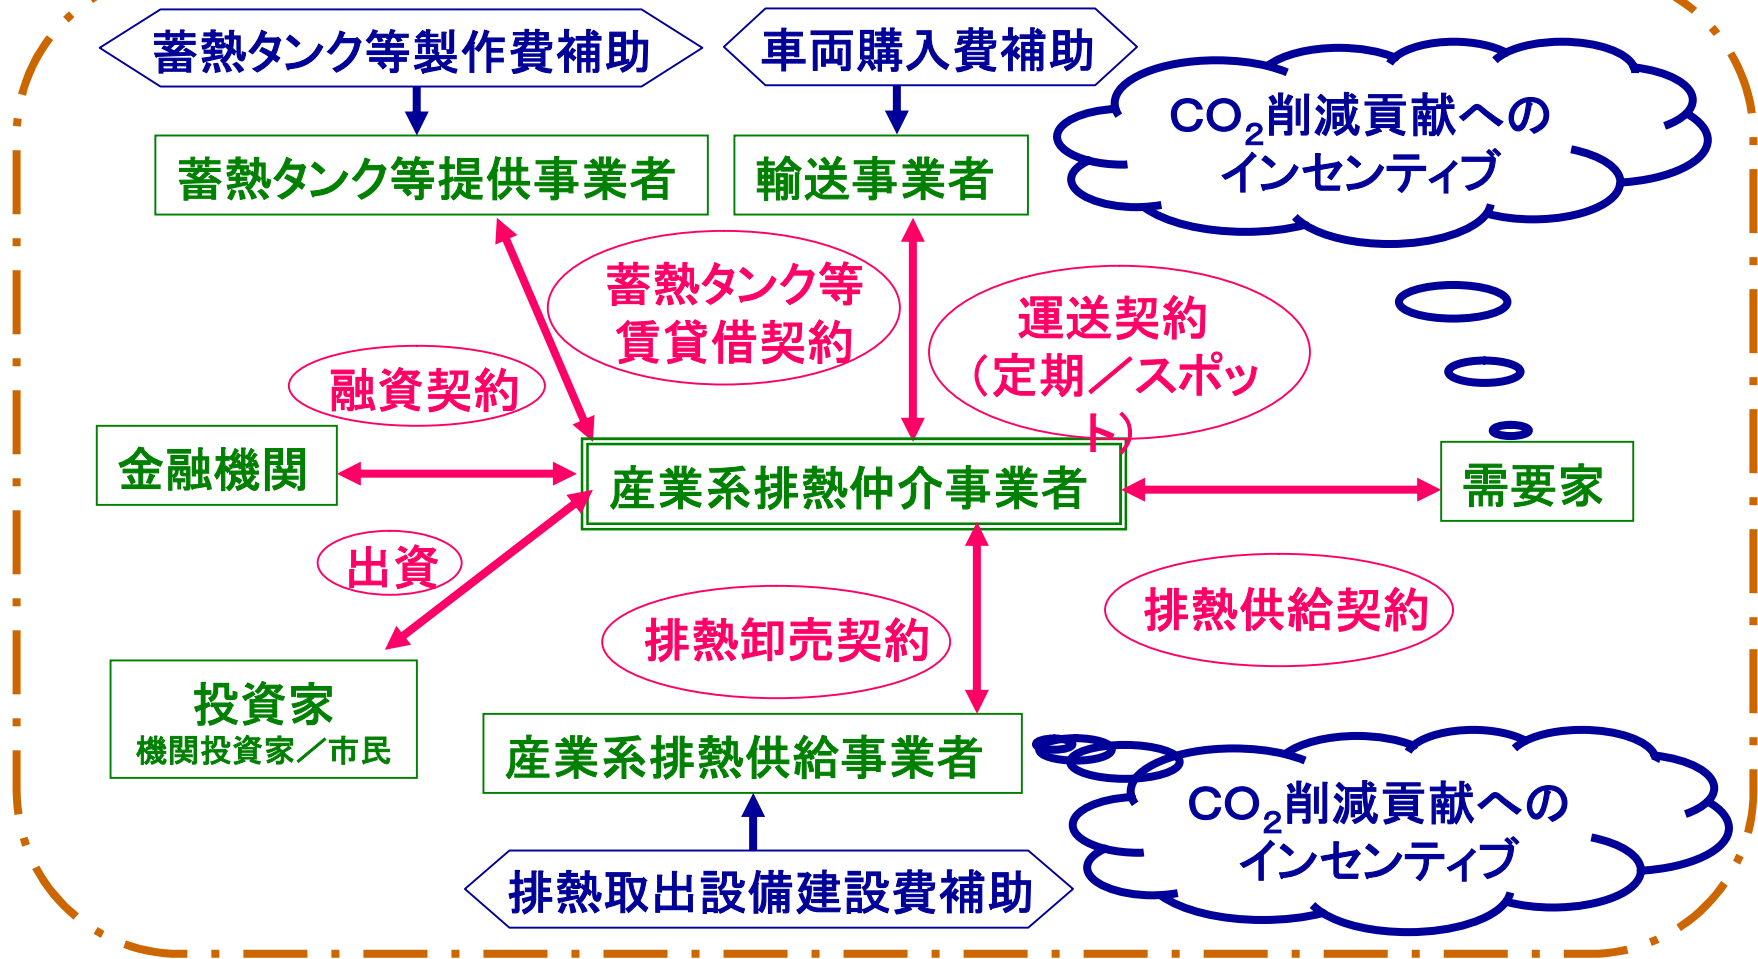 蓄熱タンク等製作費補助
車両購入費補助
CO2削減貢献への
インセンティブ
蓄熱タンク等提供事業者
輸送事業者
蓄熱タンク等
賃貸借契約
運送契約
（定期／スポッ
ト）
融資契約
金融機関
産業系排熱仲介事業者
需要家
出資
排熱卸売契約
排熱供給契約
投資家
機関投資家／市民
産業系排熱供給事業者
CO2削減貢献への
インセンティブ
排熱取出設備建設費補助